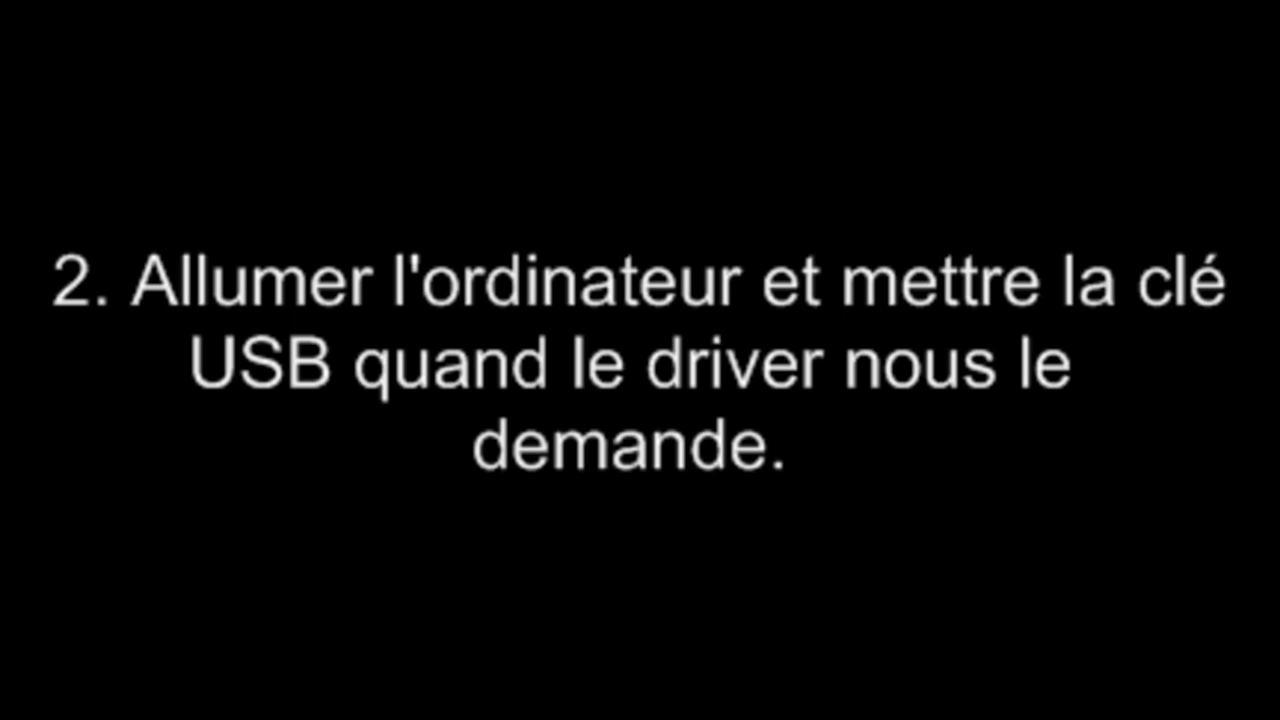 2. Allumer l'ordinateur et mettre la clé
USB quand le driver nous le
demande.